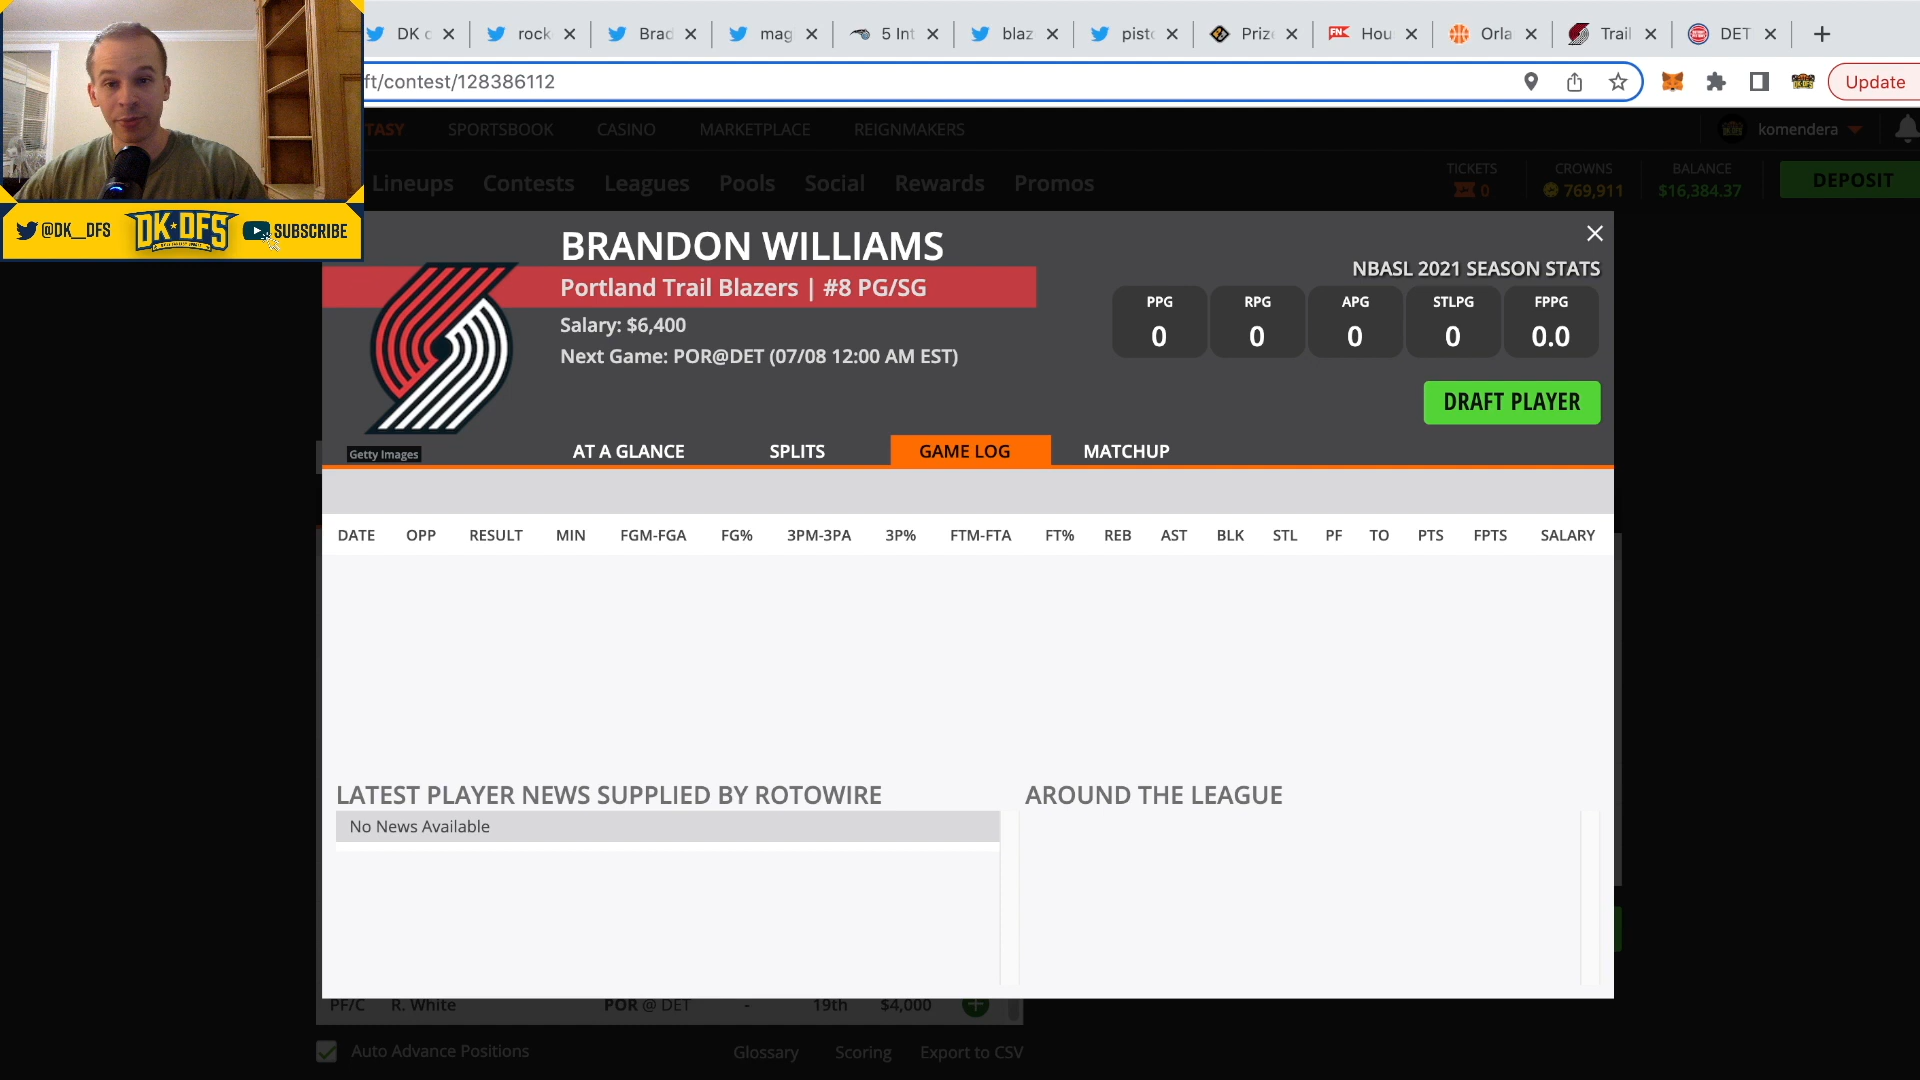 DK
rock
Brad
mag
5 Int
blaz
pist
Priz
FN
Hou
Orla
Trail
DET
ft/contest/128386112
Update
TASY
SPORTSBOOK
CASINO
MARKETPLACE
REIGNMAKERS
komendera
Lineups
Contests
Leagues
Pools
Social
Rewards
Promos
TICKETS
0
CROWNS
769,911
BALANCE
$16,384.37
DEPOSIT
@DK__DFS
DK★DFS
SUBSCRIBE
BRANDON WILLIAMS
Portland Trail Blazers | #8 PG/SG
Salary: $6,400
Next Game: POR@DET (07/08 12:00 AM EST)
Getty Images
NBASL 2021 SEASON STATS
PPG RPG APG STLPG FPPG
0 0 0 0 0.0
DRAFT PLAYER
AT A GLANCE SPLITS GAME LOG MATCHUP
DATE OPP RESULT MIN FGM-FGA FG% 3PM-3PA 3P% FTM-FTA FT% REB AST BLK STL PF TO PTS FPTS SALARY
LATEST PLAYER NEWS SUPPLIED BY ROTOWIRE
No News Available
AROUND THE LEAGUE
PF/C R. White POR @ DET - 19th $4,000
Auto Advance Positions
Glossary
Scoring
Export to CSV